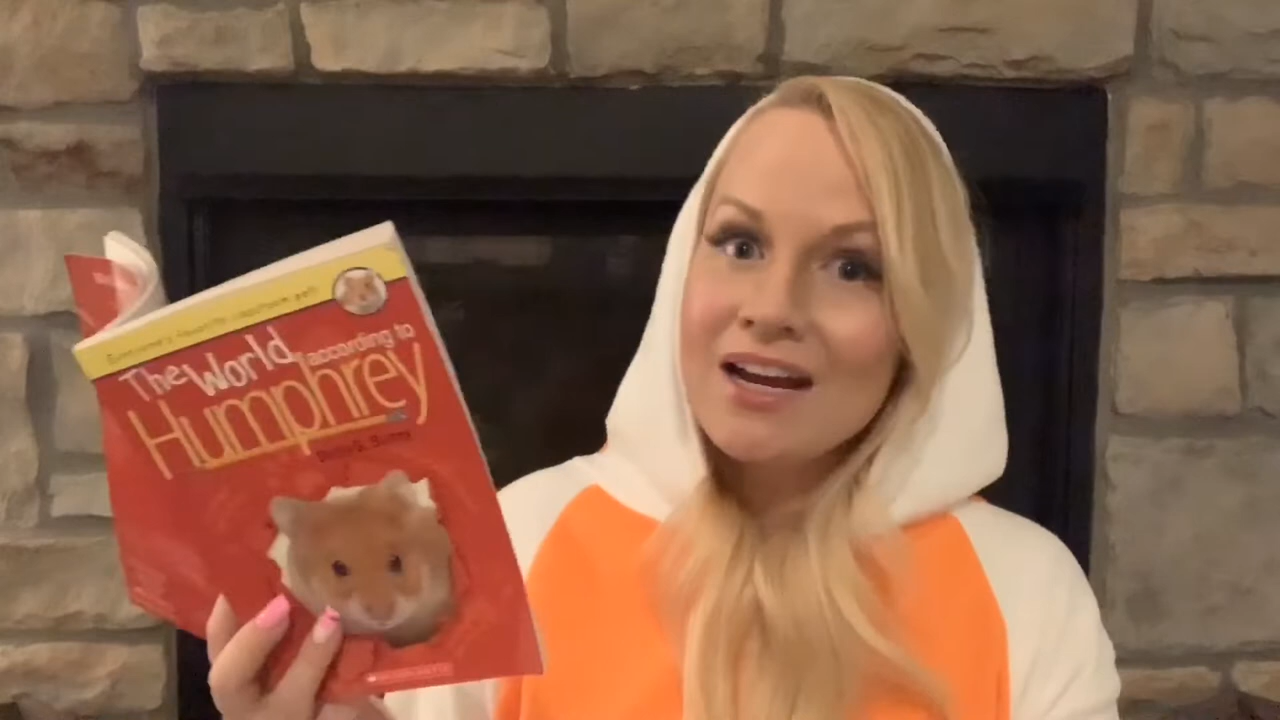 Everyone's favorite classroom pet!
The World
according to
Humphrey
Betty G. Birney